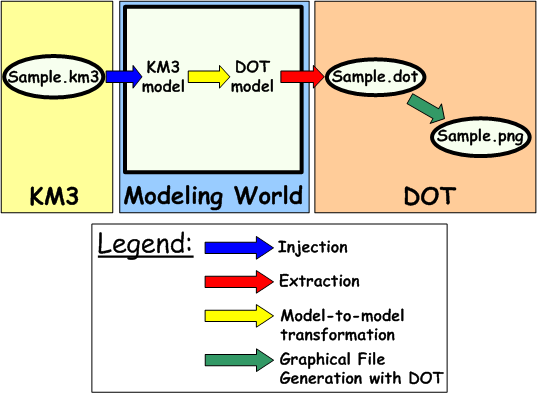 Sample.km3
KM3
model
DOT
model
Sample.dot
Sample.png
KM3
Modeling World
DOT
Legend:
Injection
Extraction
Model-to-model
transformation
Graphical File
Generation with DOT